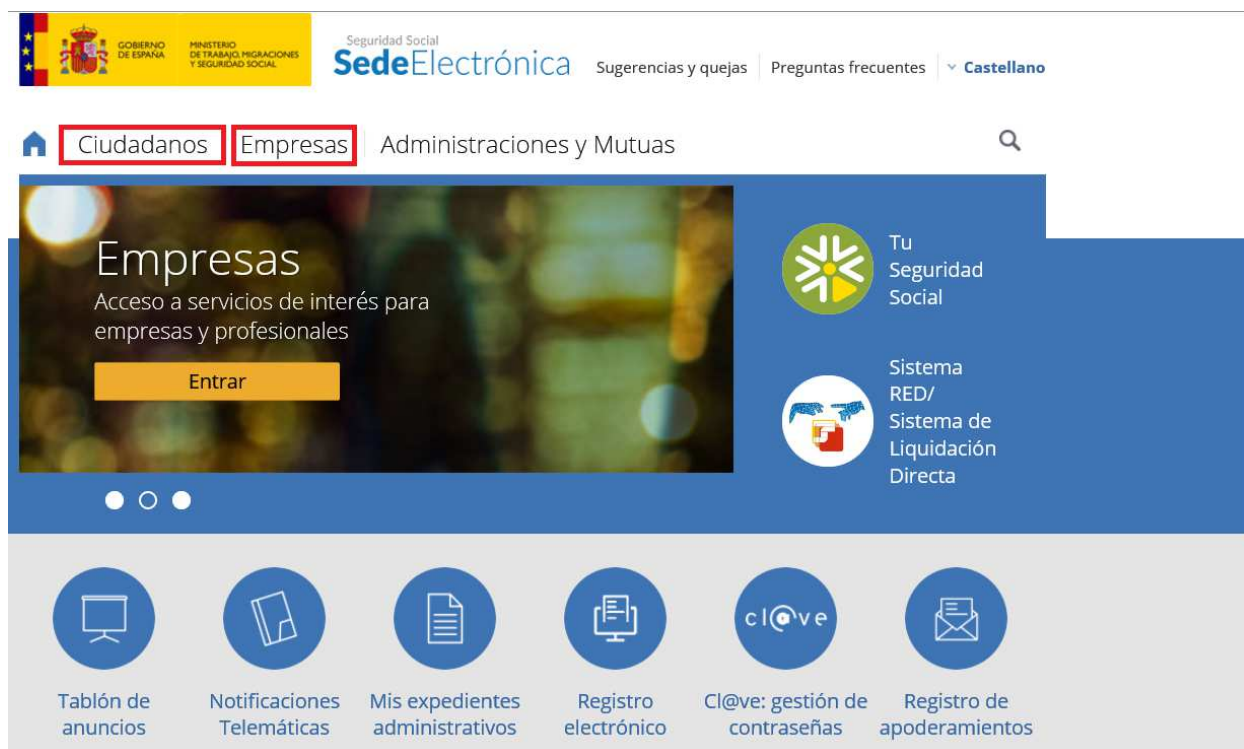 GOBIERNO
DE ESPAÑA
MINISTERIO
DE TRABAJO, MIGRACIONES
Y SEGURIDAD SOCIAL
Seguridad Social
SedeElectrónica
Sugerencias y quejas
Preguntas frecuentes
Castellano
Ciudadanos
Empresas
Administraciones y Mutuas
Empresas
Acceso a servicios de interés para
empresas y profesionales
Entrar
Tu
Seguridad
Social
Sistema
RED/
Sistema de
Liquidación
Directa
cl@ve
Tablón de
anuncios
Notificaciones
Telemáticas
Mis expedientes
administrativos
Registro
electrónico
Cl@ve: gestión de
contraseñas
Registro de
apoderamientos